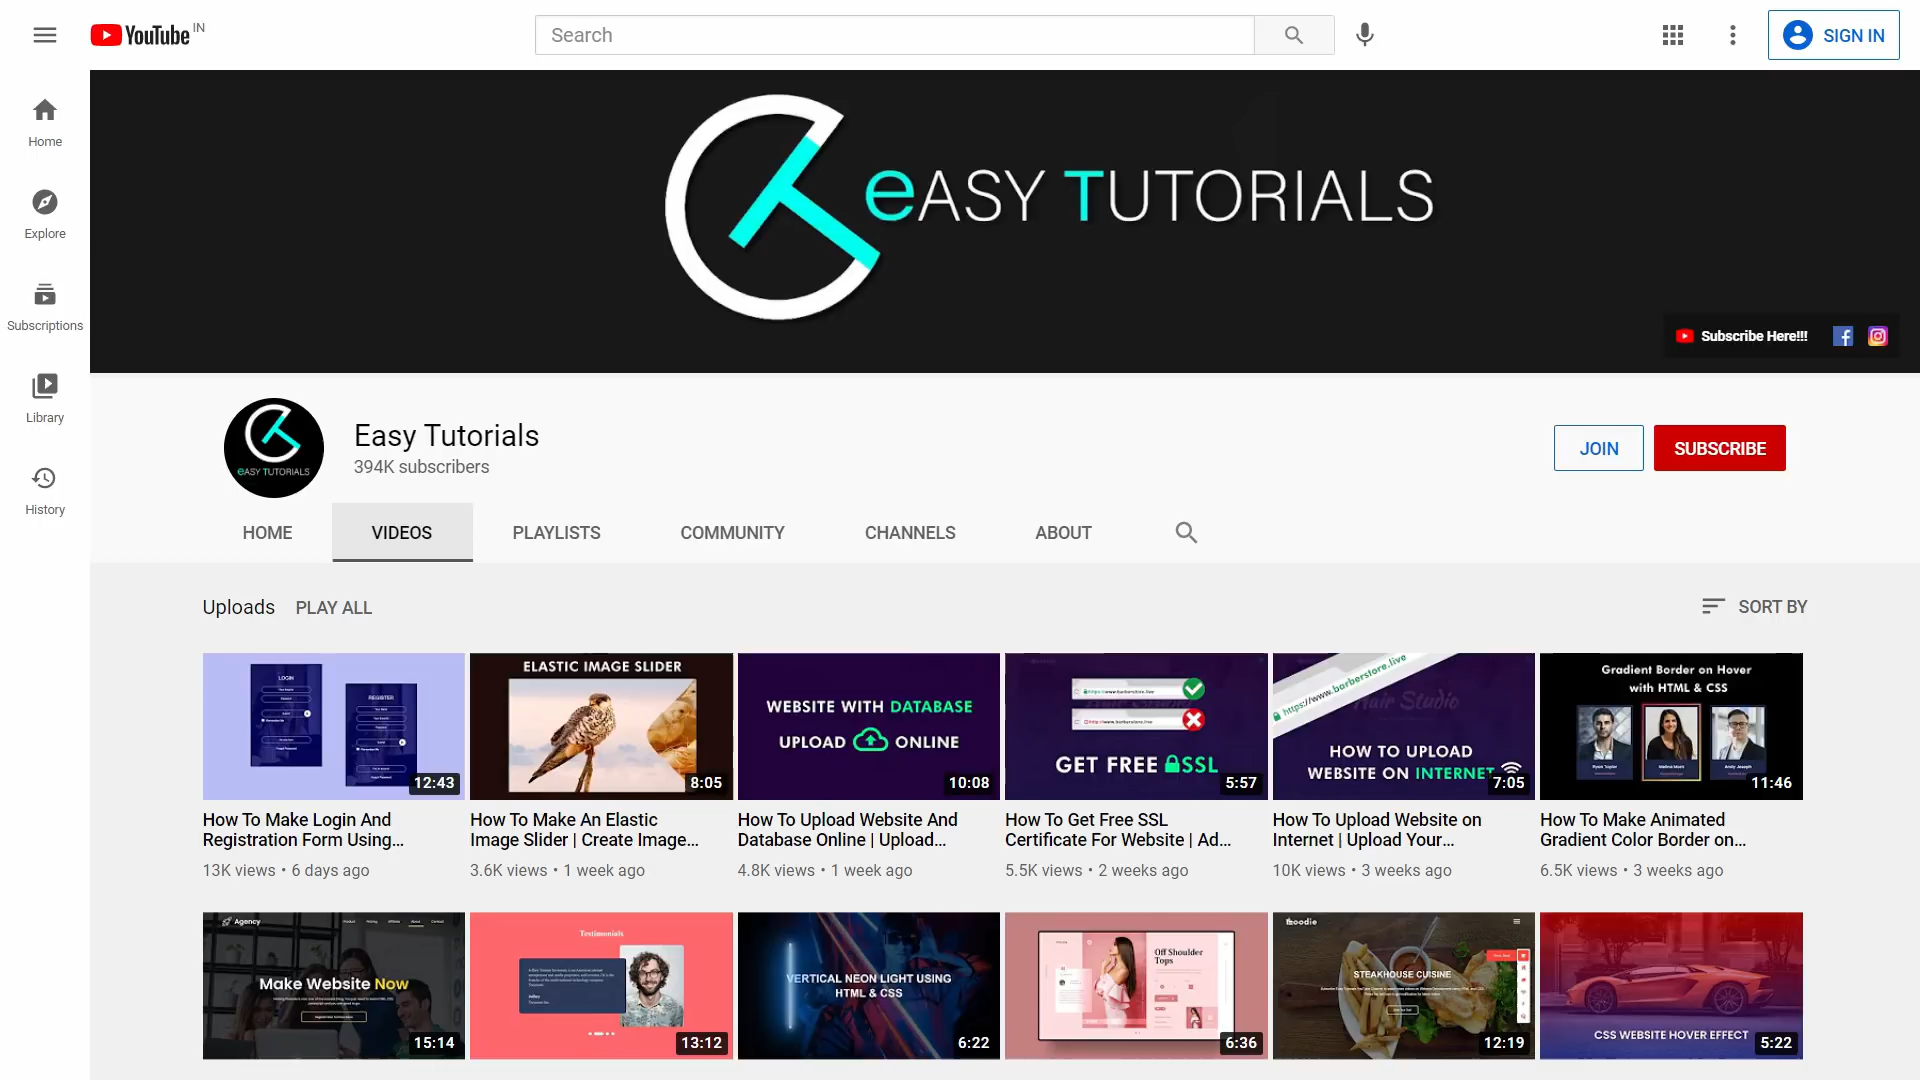 YouTube IN
Search
SIGN IN
Home
Explore
Subscriptions
Library
History
eASY TUTORIALS
Subscribe Here!!!
eASY TUTORIALS
Easy Tutorials
394K subscribers
JOIN
SUBSCRIBE
HOME
VIDEOS
PLAYLISTS
COMMUNITY
CHANNELS
ABOUT
Uploads
PLAY ALL
SORT BY
LOGIN
REGISTER
12:43
ELASTIC IMAGE SLIDER
8:05
WEBSITE WITH DATABASE
UPLOAD ONLINE
10:08
GET FREE SSL
5:57
https://www.barberstore.live
Hair Studio
HOW TO UPLOAD
WEBSITE ON INTERNET
7:05
Gradient Border on Hover
with HTML & CSS
11:46
How To Make Login And
Registration Form Using...
13K views • 6 days ago
How To Make An Elastic
Image Slider | Create Image...
3.6K views • 1 week ago
How To Upload Website And
Database Online | Upload...
4.8K views • 1 week ago
How To Get Free SSL
Certificate For Website | Ad...
5.5K views • 2 weeks ago
How To Upload Website on
Internet | Upload Your...
10K views • 3 weeks ago
How To Make Animated
Gradient Color Border on...
6.5K views • 3 weeks ago
Agency
Make Website Now
15:14
Testimonials
13:12
VERTICAL NEON LIGHT USING
HTML & CSS
6:22
Off Shoulder
Tops
6:36
foodie
STEAKHOUSE CUISINE
12:19
CSS WEBSITE HOVER EFFECT
5:22